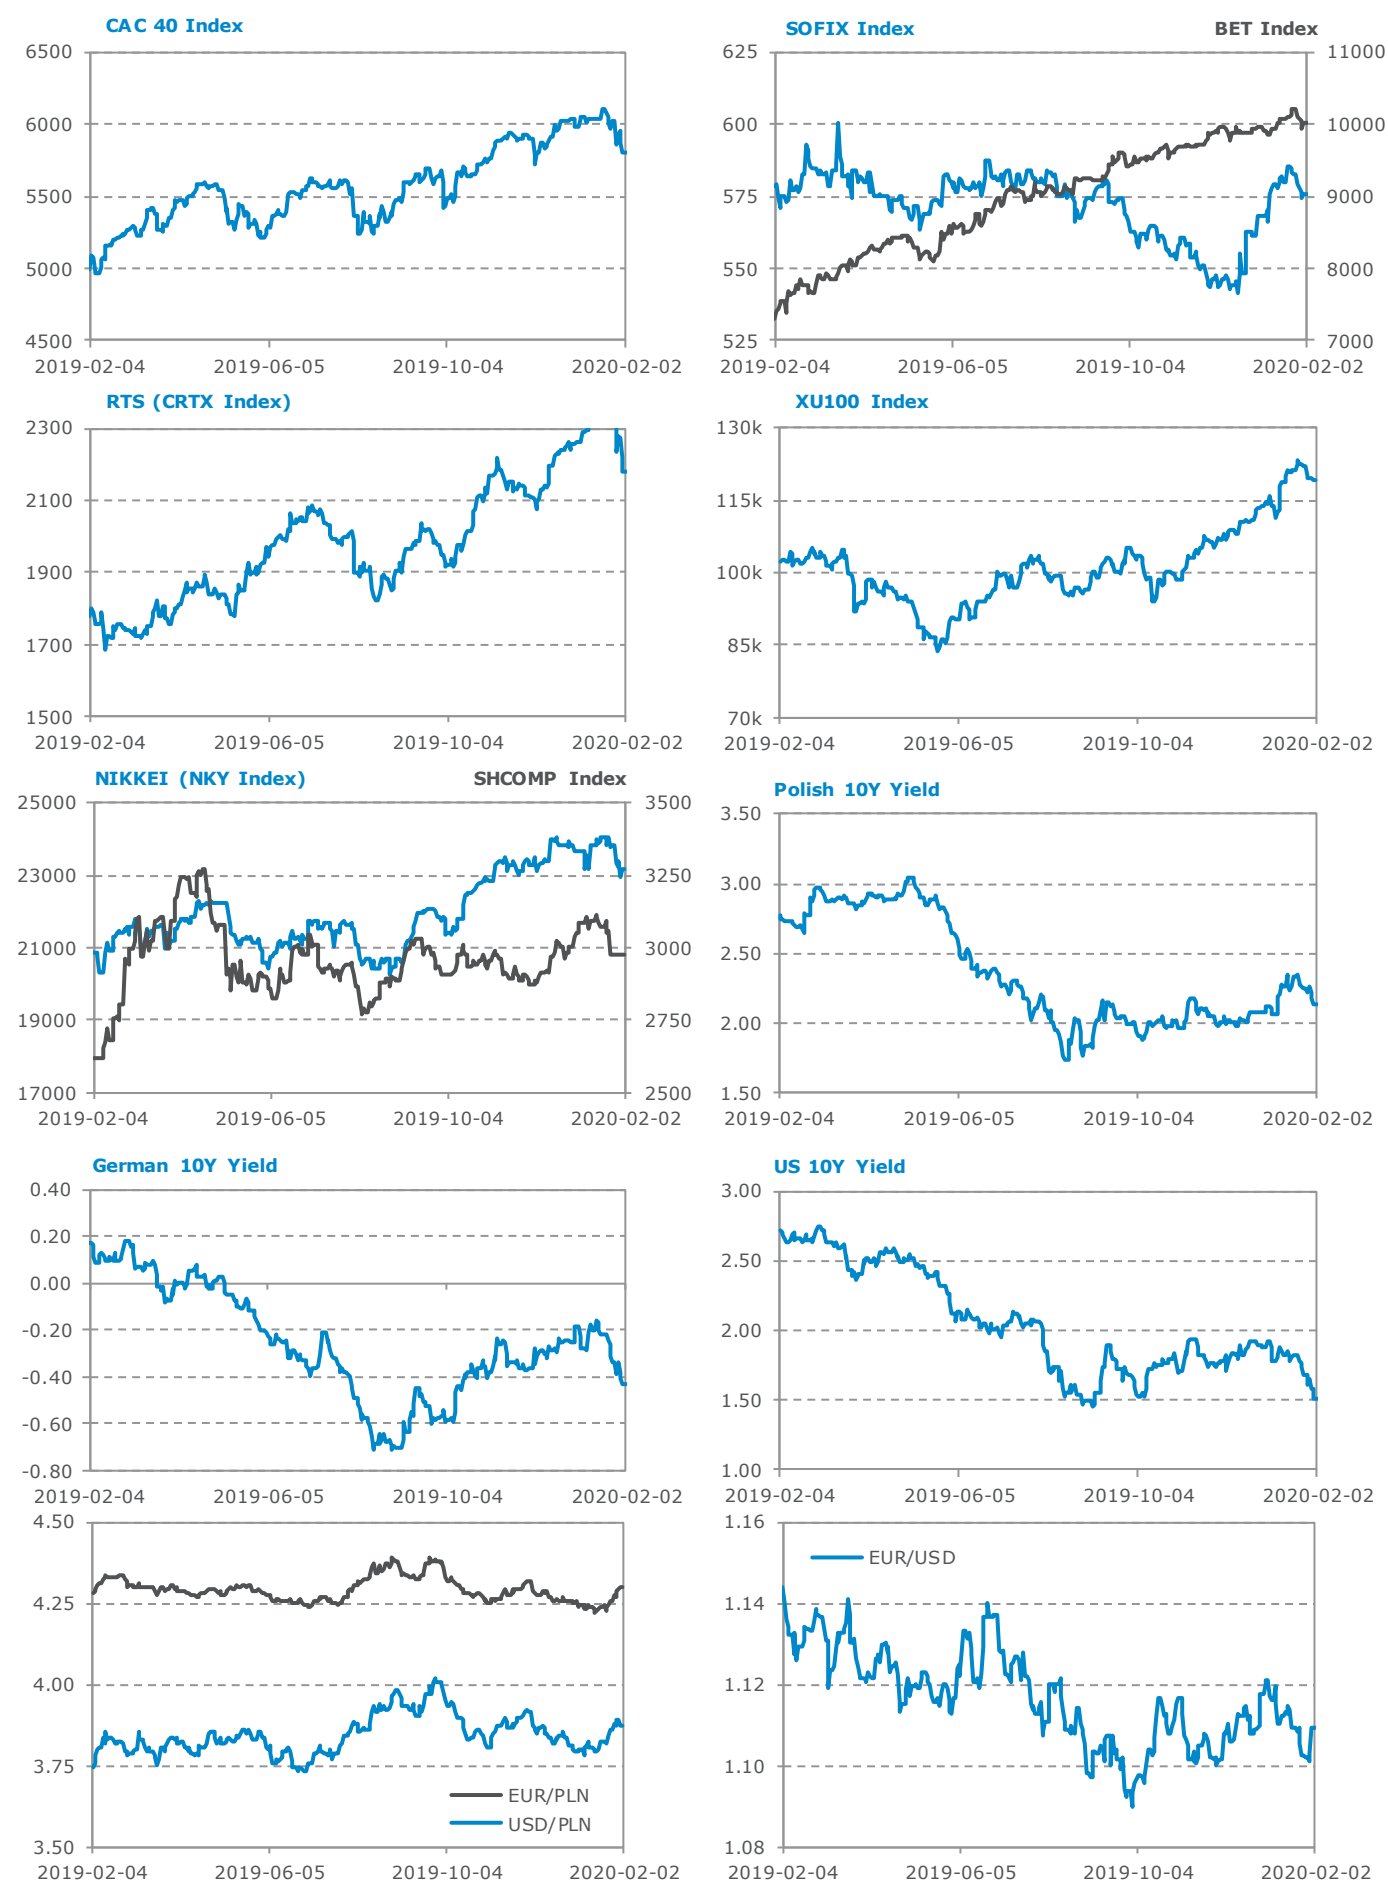 CAC 40 Index
6500
6000
5500
5000
4500
2019-02-04 2019-06-05 2019-10-04 2020-02-02
SOFIX Index BET Index
625 11000
600 10000
575 9000
550 8000
525 7000
2019-02-04 2019-06-05 2019-10-04 2020-02-02
RTS (CRTX Index)
2300
2100
1900
1700
1500
2019-02-04 2019-06-05 2019-10-04 2020-02-02
XU100 Index
130k
115k
100k
85k
70k
2019-02-04 2019-06-05 2019-10-04 2020-02-02
NIKKEI (NKY Index) SHCOMP Index
25000 3500
23000 3250
21000 3000
19000 2750
17000 2500
2019-02-04 2019-06-05 2019-10-04 2020-02-02
Polish 10Y Yield
3.50
3.00
2.50
2.00
1.50
2019-02-04 2019-06-05 2019-10-04 2020-02-02
German 10Y Yield
0.40
0.20
0.00
-0.20
-0.40
-0.60
-0.80
2019-02-04 2019-06-05 2019-10-04 2020-02-02
US 10Y Yield
3.00
2.50
2.00
1.50
1.00
2019-02-04 2019-06-05 2019-10-04 2020-02-02
4.50
4.25
4.00
3.75
EUR/PLN
USD/PLN
3.50
2019-02-04 2019-06-05 2019-10-04 2020-02-02
1.16
EUR/USD
1.14
1.12
1.10
1.08
2019-02-04 2019-06-05 2019-10-04 2020-02-02